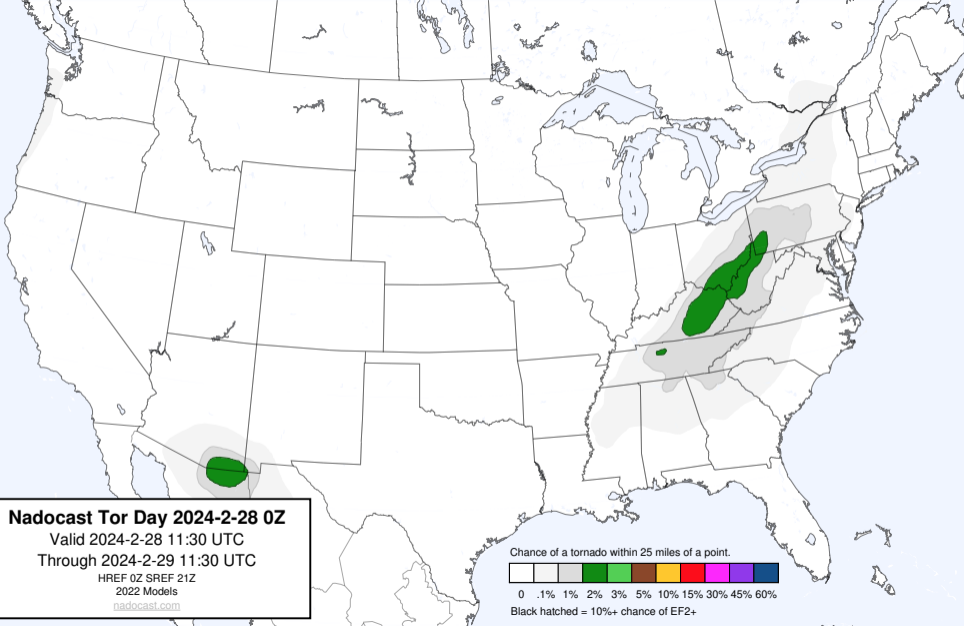 Nadocast Tor Day 2024-2-28 0Z
Valid 2024-2-28 11:30 UTC
Through 2024-2-29 11:30 UTC
HREF 0Z SREF 21Z
2022 Models
nadocast.com
Chance of a tornado within 25 miles of a point.
0 .1% 1% 2% 3% 5% 10% 15% 30% 45% 60%
Black hatched = 10%+ chance of EF2+